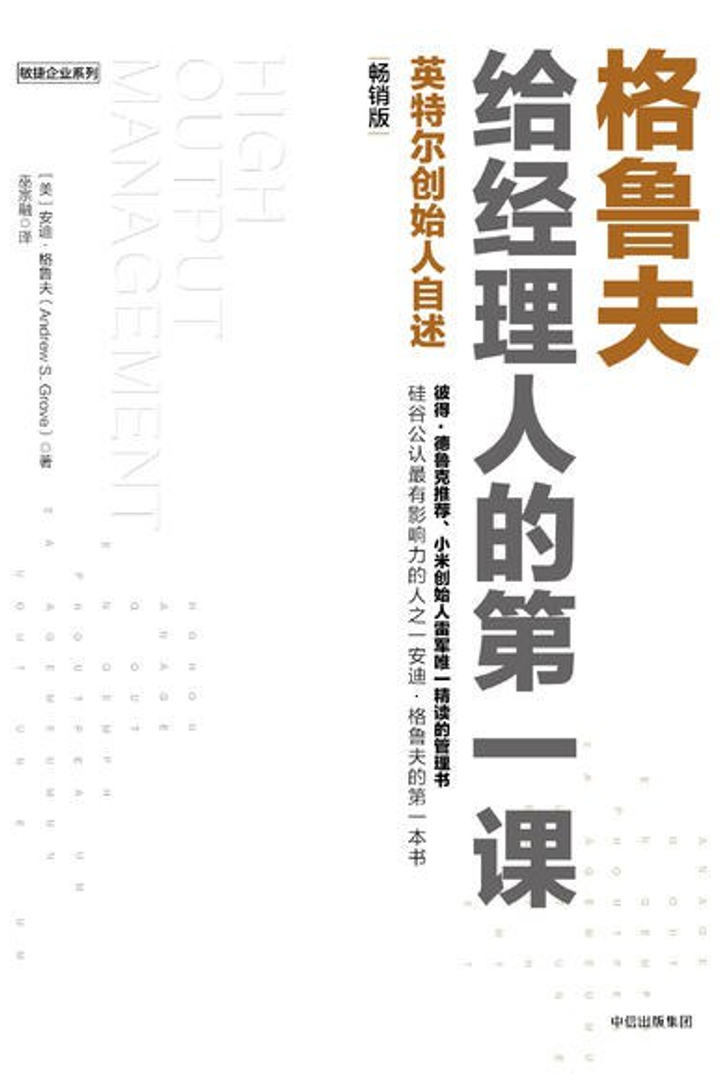 格鲁夫
给经理人的第一课
英特尔创始人自述
畅销版
彼得·德鲁克推荐、小米创始人雷军唯一精读的管理书
硅谷公认最有影响力的人之一安迪·格鲁夫的第一本书
HIGH
OUTPUT
MANAGEMENT
敏捷企业系列
[美]安迪·格鲁夫(Andrew S. Grove)◎著
巫宗融◎译
中信出版集团